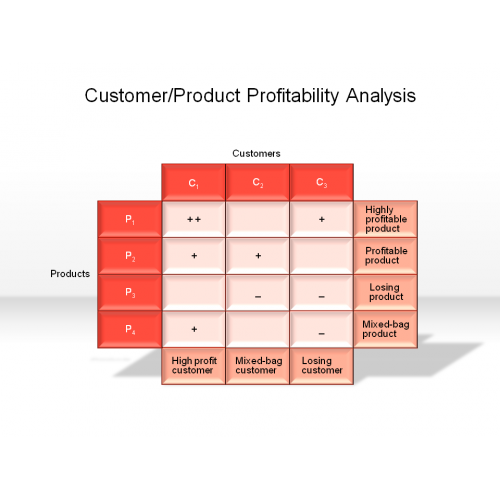 Customer/Product Profitability Analysis
Customers
C1 C2 C3
P1 ++ + Highly
profitable
product
P2 + + Profitable
product
Products
P3 _ _ Losing
product
P4 + _ Mixed-bag
product
High profit
customer
Mixed-bag
customer
Losing
customer